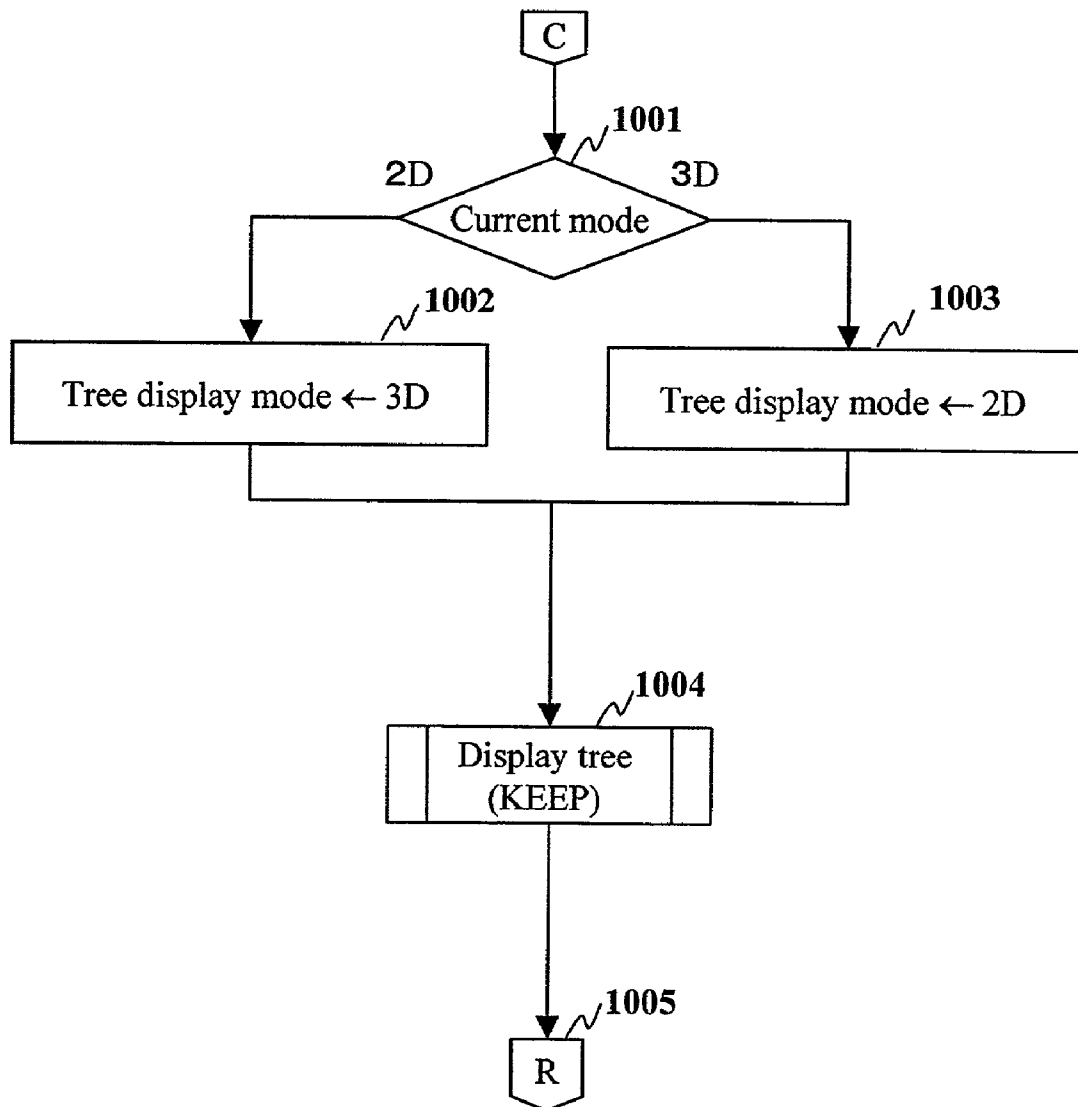 C
1001
2D
3D
Current mode
1002
1003
Tree display mode ← 3D
Tree display mode ← 2D
1004
Display tree
(KEEP)
1005
R